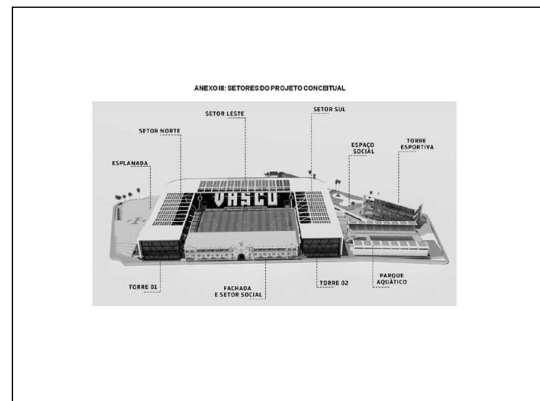 ANEXO III: SETORES DO PROJETO CONCEITUAL
SETOR SUL
SETOR LESTE
SETOR NORTE
ESPAÇO
SOCIAL
TORRE
ESPORTIVA
ESPLANADA
VASCO
TORRE 01
FACHADA
E SETOR SOCIAL
TORRE 02
PARQUE
AQUÁTICO